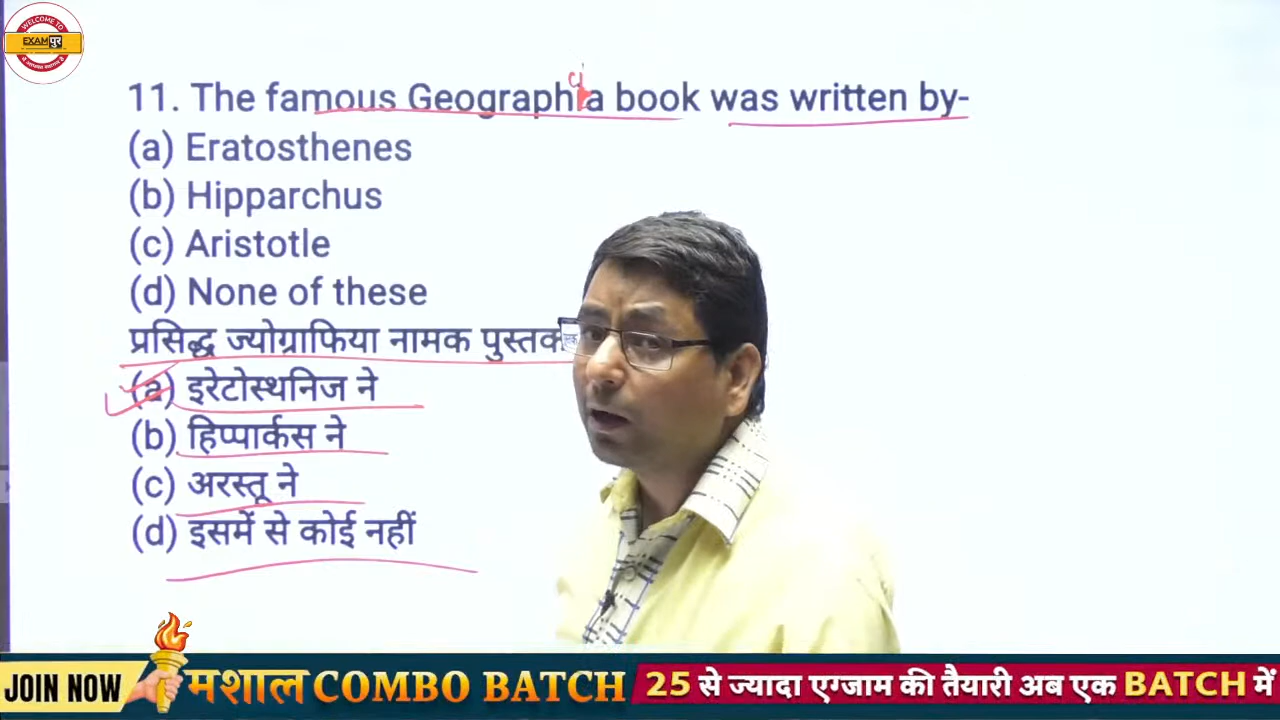 WELCOME TO
EXAMपुर
11. The famous Geographia book was written by-
(a) Eratosthenes
(b) Hipparchus
(c) Aristotle
(d) None of these
प्रसिद्ध ज्योग्राफिया नामक पुस्तक
(a) इरेटोस्थनिज ने
(b) हिप्पार्कस ने
(c) अरस्तू ने
(d) इसमें से कोई नहीं
JOIN NOW मशाल COMBO BATCH 25 से ज्यादा एग्जाम की तैयारी अब एक BATCH में